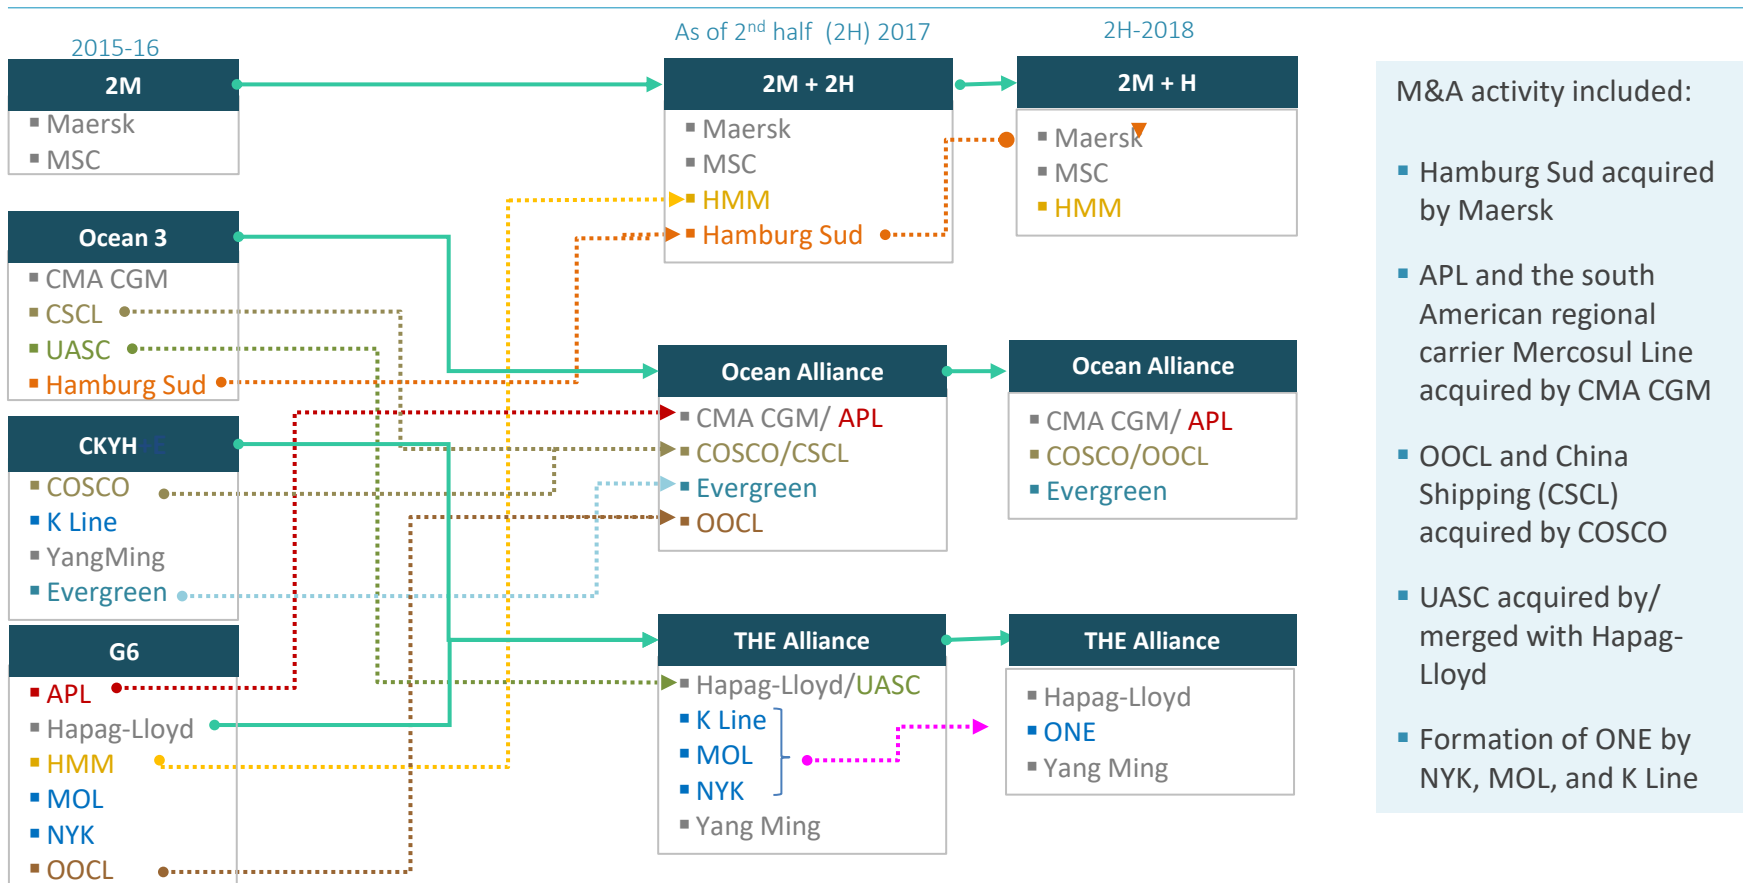 2015-16
As of 2nd half (2H) 2017
2H-2018
2M
Maersk
MSC
Ocean 3
CMA CGM
CSCL
UASC
Hamburg Sud
CKYH
COSCO
K Line
YangMing
Evergreen
G6
APL
Hapag-Lloyd
HMM
MOL
NYK
OOCL
2M + 2H
Maersk
MSC
HMM
Hamburg Sud
Ocean Alliance
CMA CGM/ APL
COSCO/CSCL
Evergreen
OOCL
THE Alliance
Hapag-Lloyd/UASC
K Line
MOL
NYK
Yang Ming
2M + H
Maersk
MSC
HMM
Ocean Alliance
CMA CGM/ APL
COSCO/OOCL
Evergreen
THE Alliance
Hapag-Lloyd
ONE
Yang Ming
M&A activity included:
Hamburg Sud acquired
by Maersk
APL and the south
American regional
carrier Mercosul Line
acquired by CMA CGM
OOCL and China
Shipping (CSCL)
acquired by COSCO
UASC acquired by/
merged with Hapag-
Lloyd
Formation of ONE by
NYK, MOL, and K Line